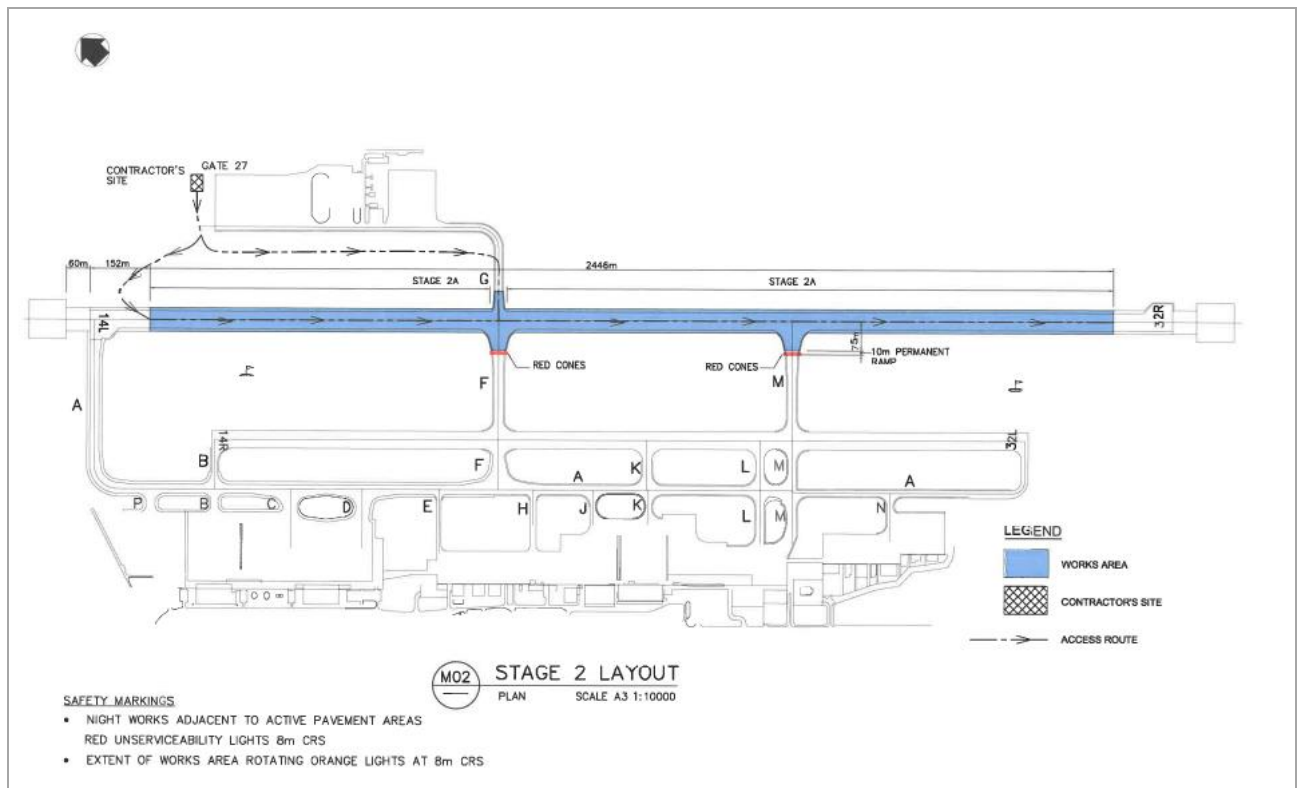 CONTRACTOR'S
SITE
GATE 27
60m
152m
2446m
STAGE 2A
G
STAGE 2A
14L
32R
75m
RED CONES
RED CONES
10m PERMANENT
RAMP
F
M
A
14R
32L
B
F
A
K
L
M
A
P
B
C
D
E
H
J
K
L
M
N
LEGEND
WORKS AREA
CONTRACTOR'S SITE
ACCESS ROUTE
M02
STAGE 2 LAYOUT
PLAN SCALE A3 1:10000
SAFETY MARKINGS
• NIGHT WORKS ADJACENT TO ACTIVE PAVEMENT AREAS
RED UNSERVICEABILITY LIGHTS 8m CRS
• EXTENT OF WORKS AREA ROTATING ORANGE LIGHTS AT 8m CRS